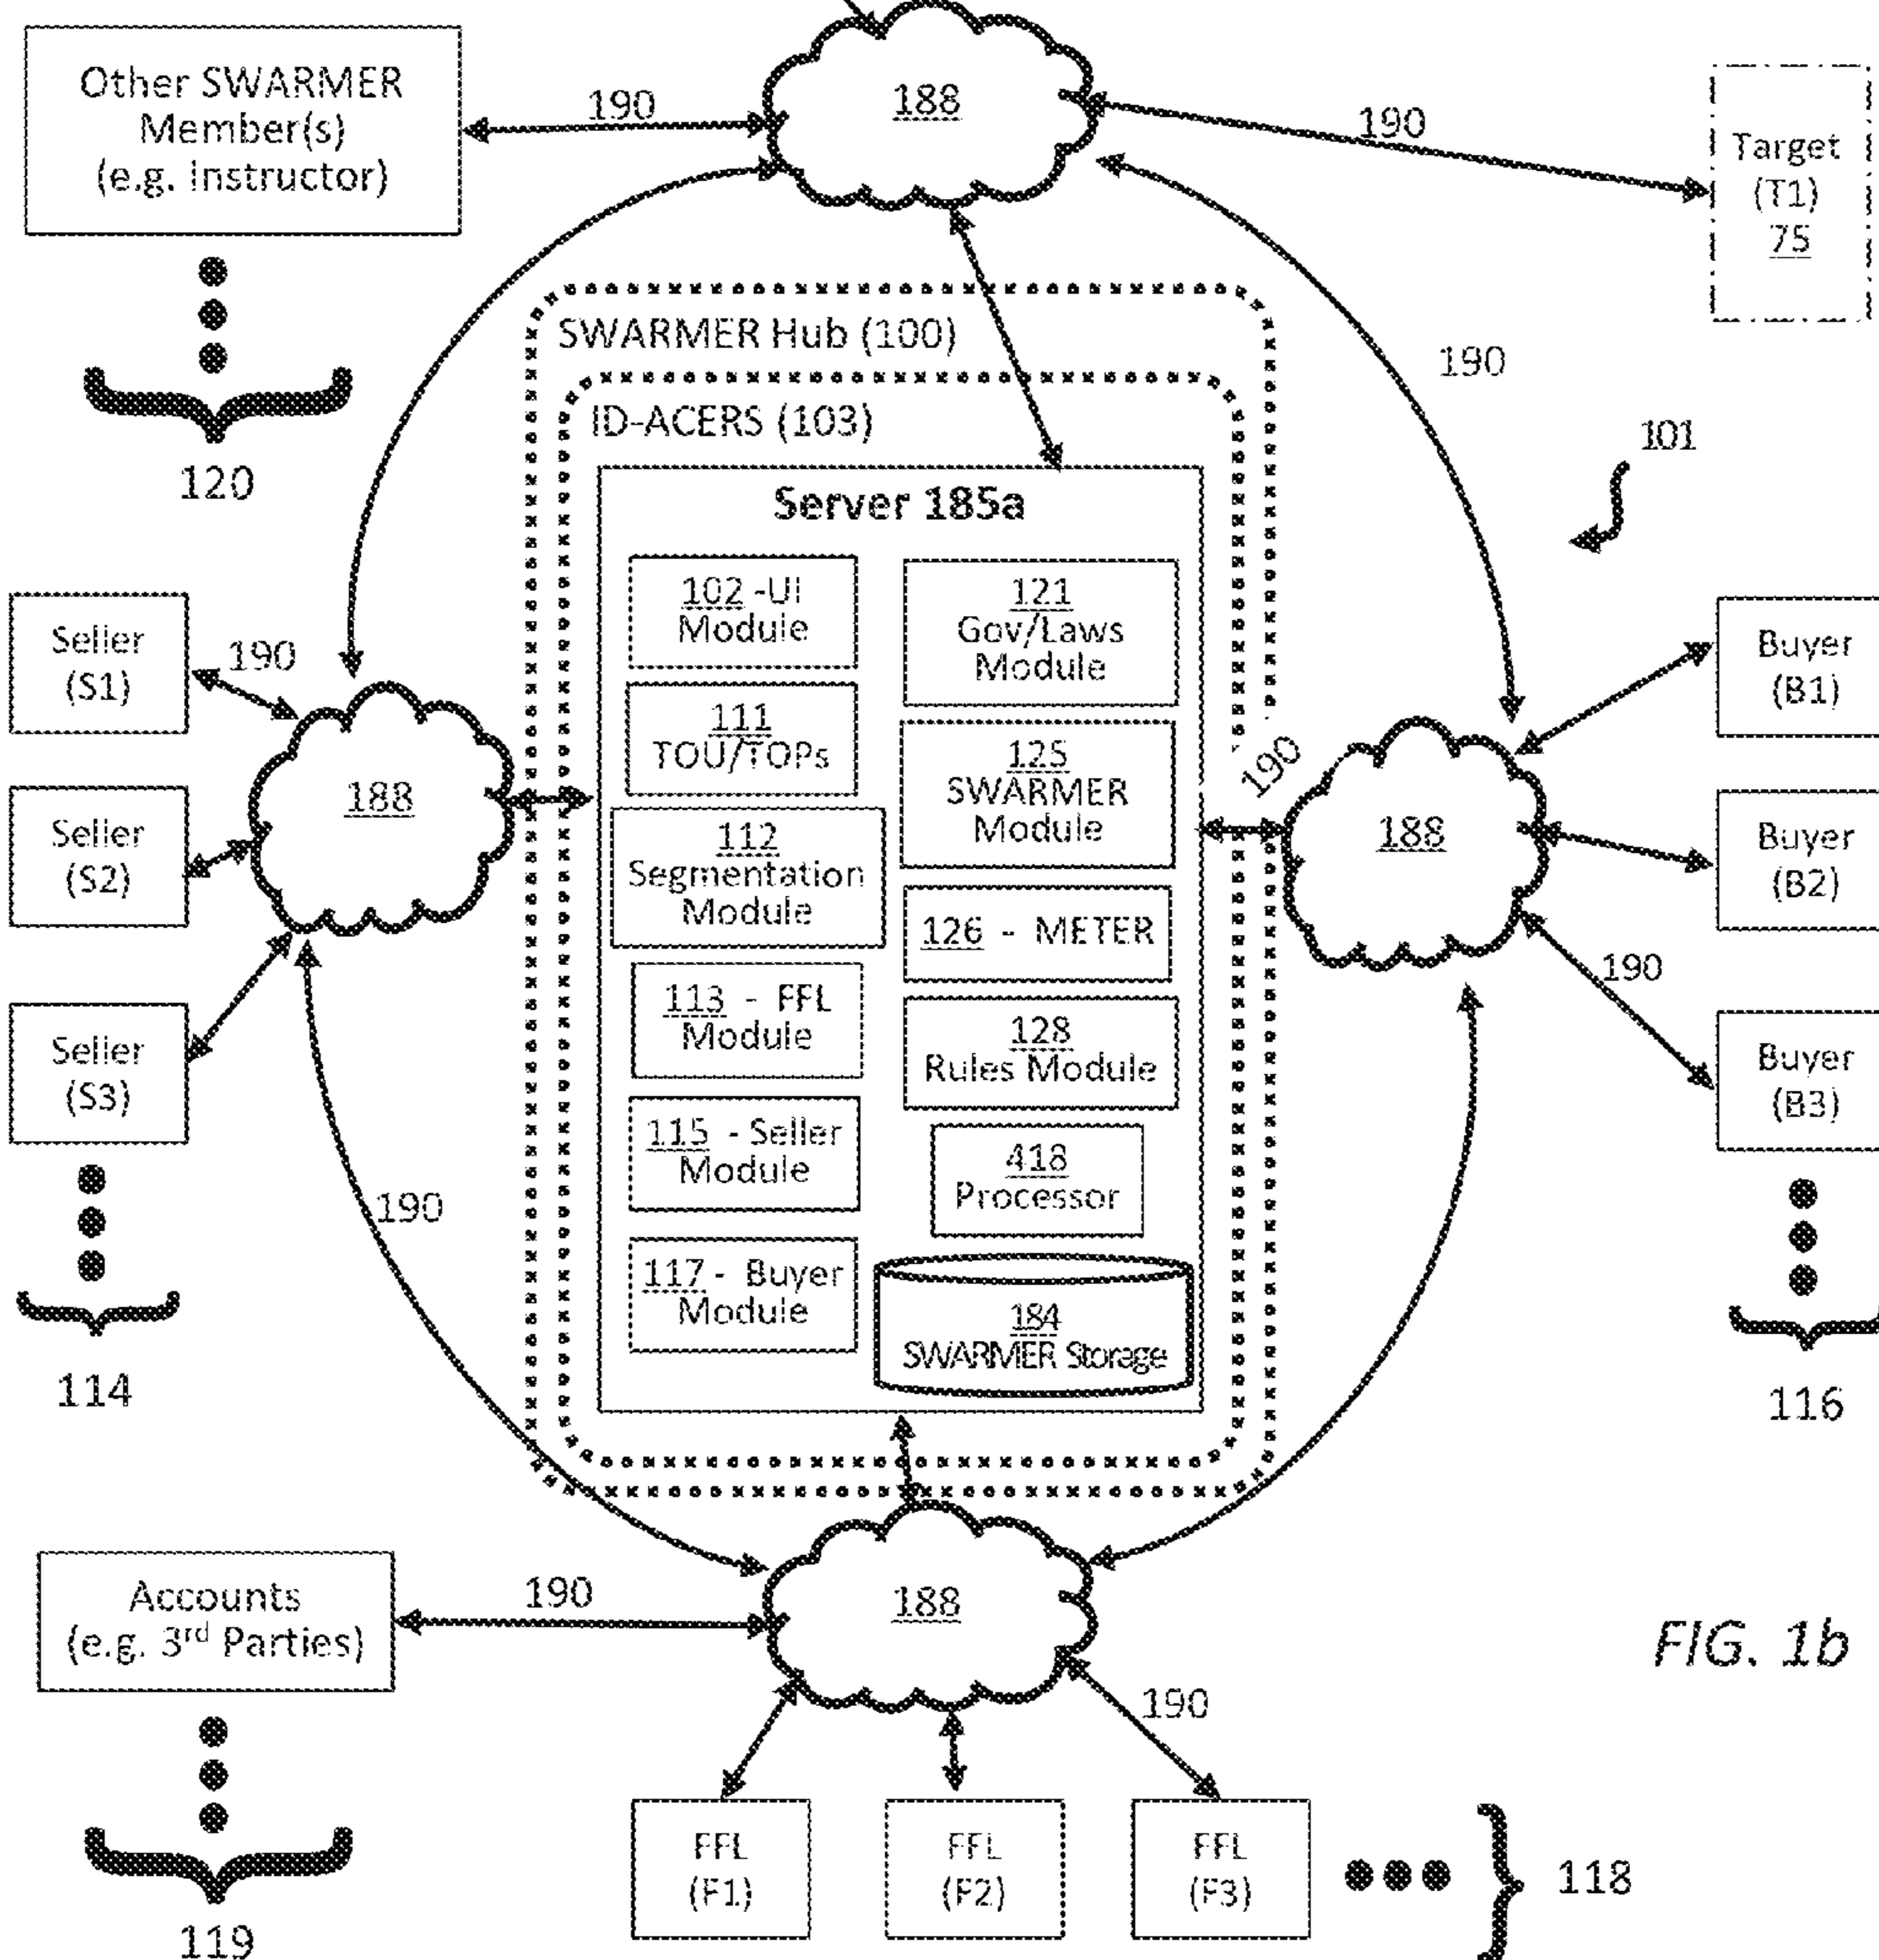 Other SWARMER
Member(s)
(e.g. instructor)
190
188
190
Target
(T1)
75
120
190
101
SWARMER Hub (100)
ID-ACERS (103)
Server 185a
102 -UI
Module
111
TOU/TOPs
112
Segmentation
Module
113 - FFL
Module
115 - Seller
Module
117 - Buyer
Module
121
Gov/Laws
Module
125
SWARMER
Module
126 - METER
128
Rules Module
418
Processor
184
SWARMER Storage
Seller
(S1)
190
Seller
(S2)
188
Seller
(S3)
114
190
190
188
Buyer
(B1)
Buyer
(B2)
190
Buyer
(B3)
116
Accounts
(e.g. 3rd Parties)
190
188
119
190
FFL
(F1)
FFL
(F2)
FFL
(F3)
118
FIG. 1b